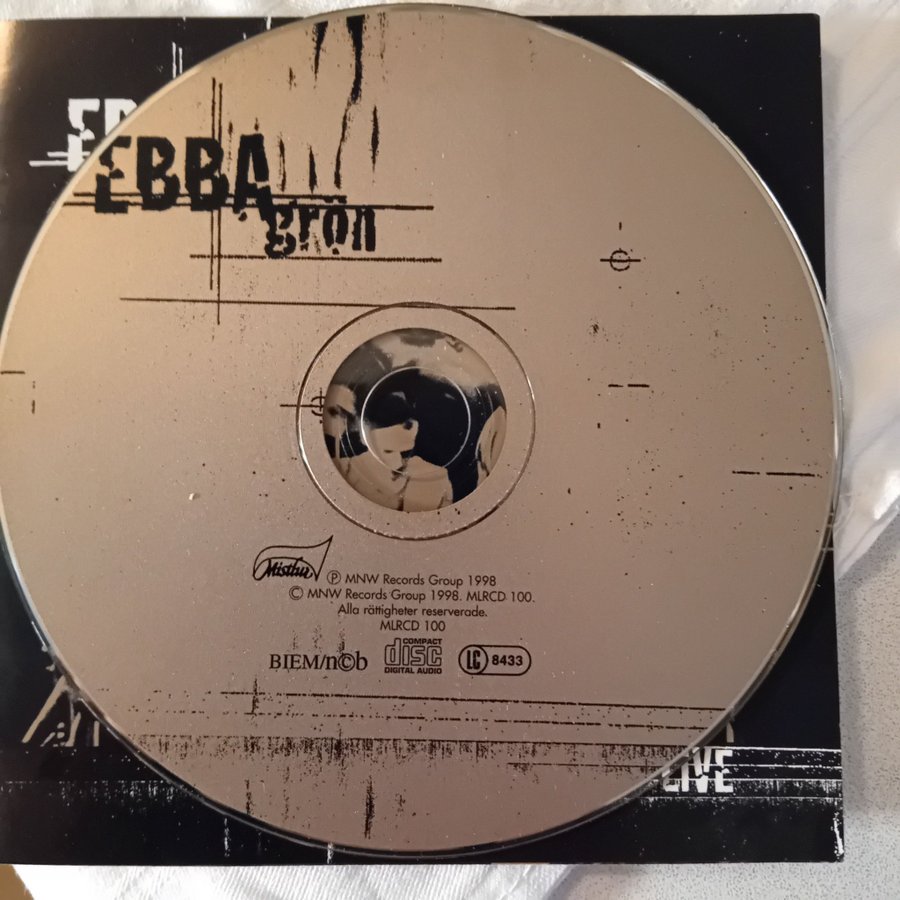 EBBA
grön
Mistlur
Ⓟ MNW Records Group 1998
© MNW Records Group 1998. MLRCD 100.
Alla rättigheter reserverade.
MLRCD 100
BIEM/n©b
COMPACT
disc
DIGITAL AUDIO
LC 8433
LIVE